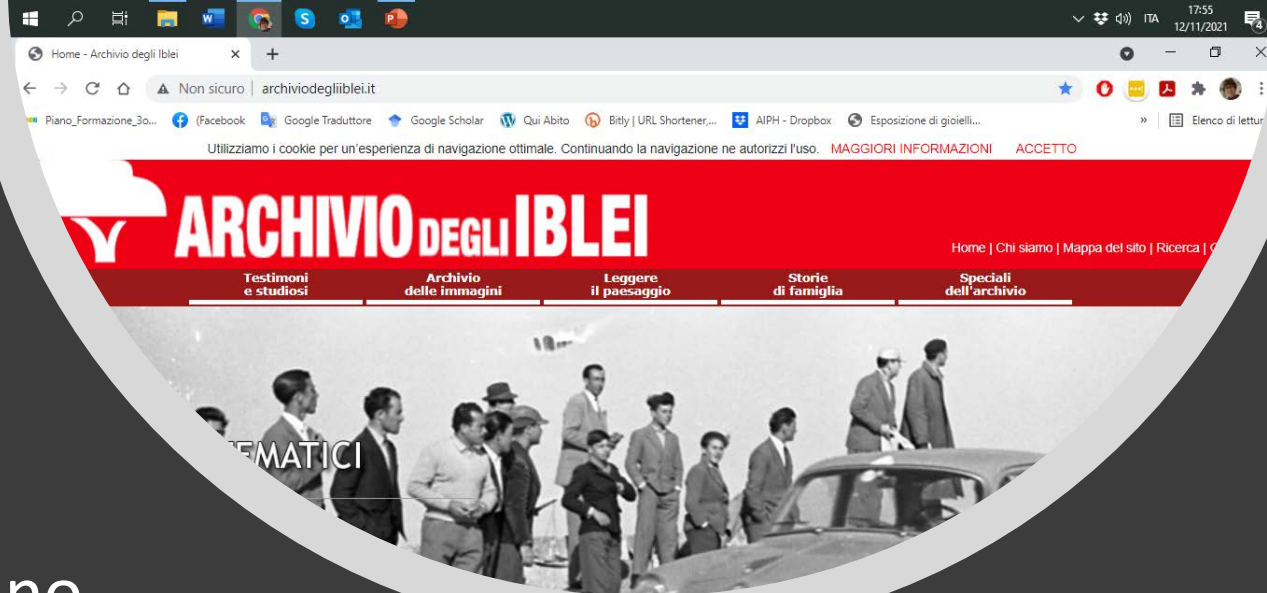 17:55
ITA
12/11/2021
4
Home - Archivio degli Iblei
Non sicuro | archiviodegliiblei.it
Piano_Formazione_3o... (Facebook Google Traduttore Google Scholar Qui Abito Bitly | URL Shortener,... AIPH - Dropbox Esposizione di gioielli... » Elenco di lettur
Utilizziamo i cookie per un'esperienza di navigazione ottimale. Continuando la navigazione ne autorizzi l'uso. MAGGIORI INFORMAZIONI ACCETTO
ARCHIVIO DEGLI IBLEI
Home | Chi siamo | Mappa del sito | Ricerca |
Testimoni e studiosi
Archivio delle immagini
Leggere il paesaggio
Storie di famiglia
Speciali dell'archivio
TEMATICI